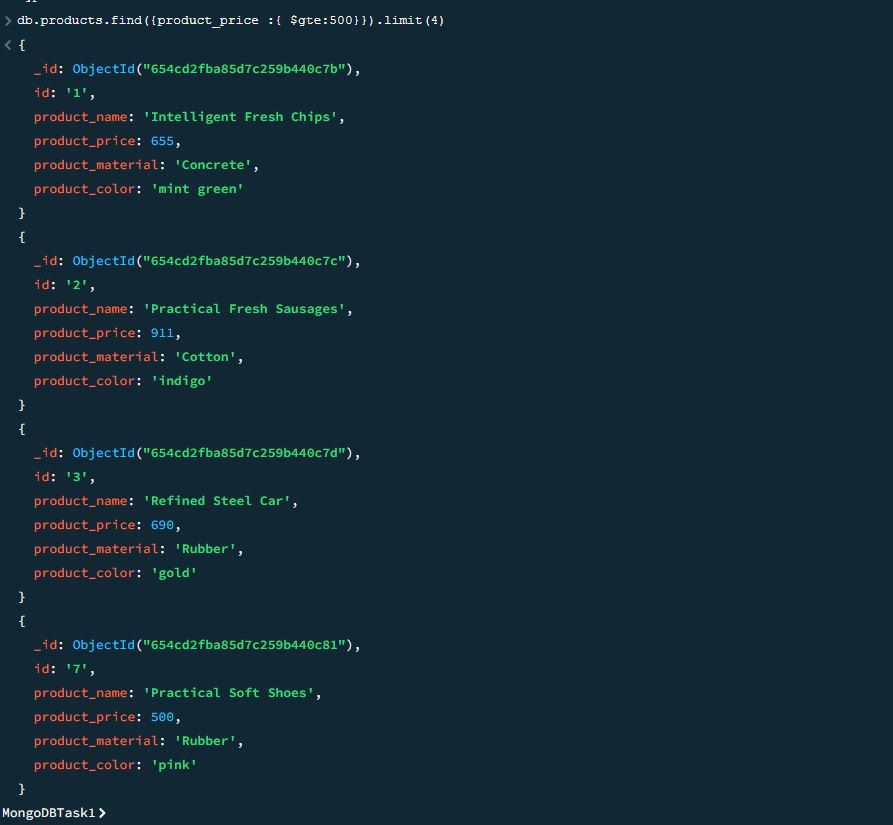 db.products.find({product_price :{ $gte:500}}).limit(4)
{
_id: ObjectId("654cd2fba85d7c259b440c7b"),
id: '1',
product_name: 'Intelligent Fresh Chips',
product_price: 655,
product_material: 'Concrete',
product_color: 'mint green'
}
{
_id: ObjectId("654cd2fba85d7c259b440c7c"),
id: '2',
product_name: 'Practical Fresh Sausages',
product_price: 911,
product_material: 'Cotton',
product_color: 'indigo'
}
{
_id: ObjectId("654cd2fba85d7c259b440c7d"),
id: '3',
product_name: 'Refined Steel Car',
product_price: 690,
product_material: 'Rubber',
product_color: 'gold'
}
{
_id: ObjectId("654cd2fba85d7c259b440c81"),
id: '7',
product_name: 'Practical Soft Shoes',
product_price: 500,
product_material: 'Rubber',
product_color: 'pink'
}
MongoDBTask1>